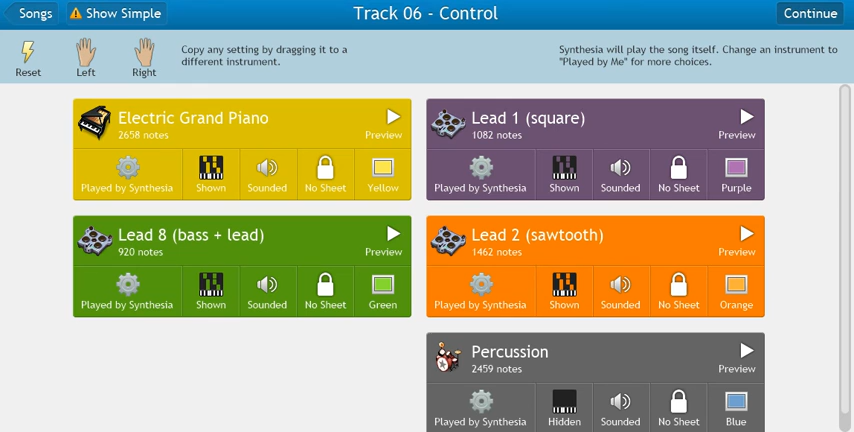 Songs
Show Simple
Track 06 - Control
Continue
Reset
Left
Right
Copy any setting by dragging it to a
different instrument.
Synthesia will play the song itself. Change an instrument to
"Played by Me" for more choices.
Electric Grand Piano
2658 notes
Preview
Played by Synthesia
Shown
Sounded
No Sheet
Yellow
Lead 1 (square)
1082 notes
Preview
Played by Synthesia
Shown
Sounded
No Sheet
Purple
Lead 8 (bass + lead)
920 notes
Preview
Played by Synthesia
Shown
Sounded
No Sheet
Green
Lead 2 (sawtooth)
1462 notes
Preview
Played by Synthesia
Shown
Sounded
No Sheet
Orange
Percussion
2459 notes
Preview
Played by Synthesia
Hidden
Sounded
No Sheet
Blue